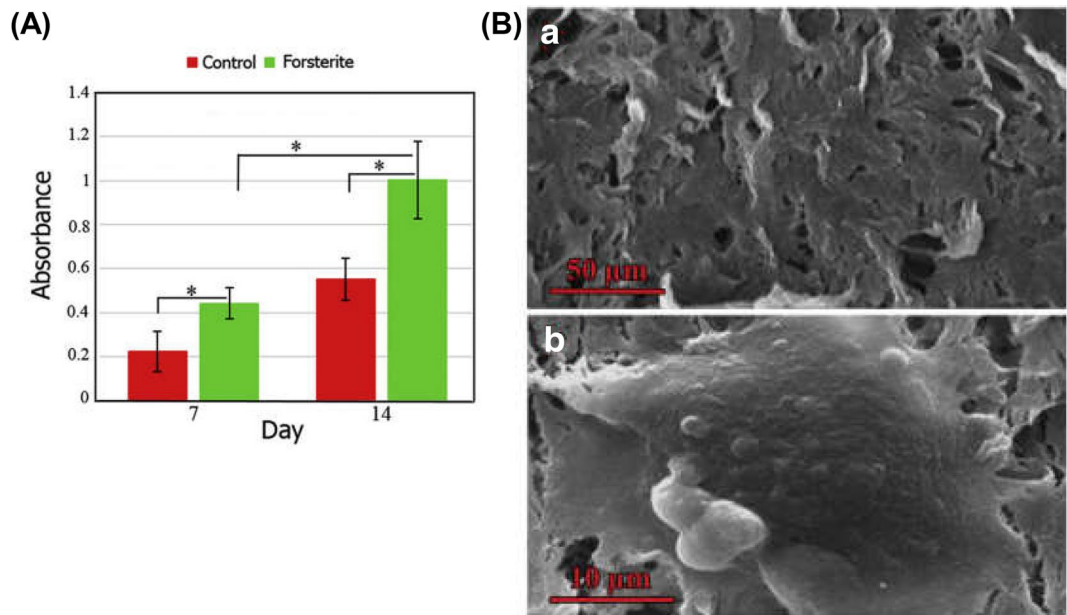 (A)
Control Forsterite
1.4
1.2
1
0.8
0.6
0.4
0.2
0
Absorbance
*
*
*
7
14
Day
(B)
a
50 µm
b
10 µm